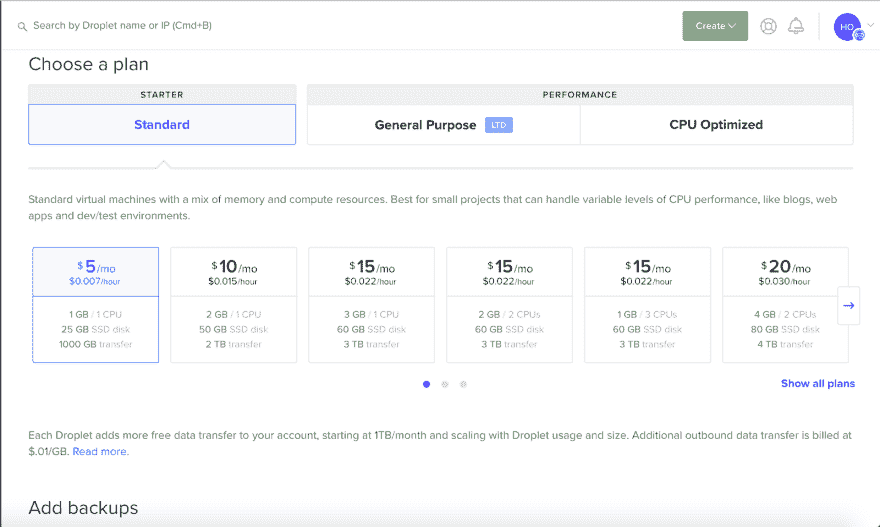 Search by Droplet name or IP (Cmd+B)
Create
HO
Choose a plan
STARTER
PERFORMANCE
Standard
General Purpose LTD
CPU Optimized
Standard virtual machines with a mix of memory and compute resources. Best for small projects that can handle variable levels of CPU performance, like blogs, web
apps and dev/test environments.
$5/mo
$0.007/hour
1 GB / 1 CPU
25 GB SSD disk
1000 GB transfer
$10/mo
$0.015/hour
2 GB / 1 CPU
50 GB SSD disk
2 TB transfer
$15/mo
$0.022/hour
3 GB / 1 CPU
60 GB SSD disk
3 TB transfer
$15/mo
$0.022/hour
2 GB / 2 CPUs
60 GB SSD disk
3 TB transfer
$15/mo
$0.022/hour
1 GB / 3 CPUs
60 GB SSD disk
3 TB transfer
$20/mo
$0.030/hour
4 GB / 2 CPUs
80 GB SSD disk
4 TB transfer
Show all plans
Each Droplet adds more free data transfer to your account, starting at 1TB/month and scaling with Droplet usage and size. Additional outbound data transfer is billed at
$.01/GB. Read more.
Add backups